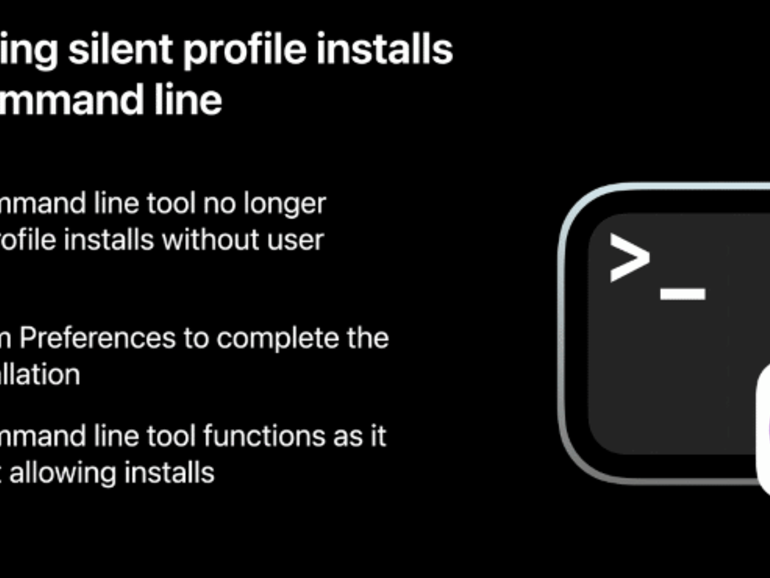 ing silent profile installs
mmand line
mmand line tool no longer
rofile installs without user
m Preferences to complete the
allation
mmand line tool functions as it
t allowing installs
>_